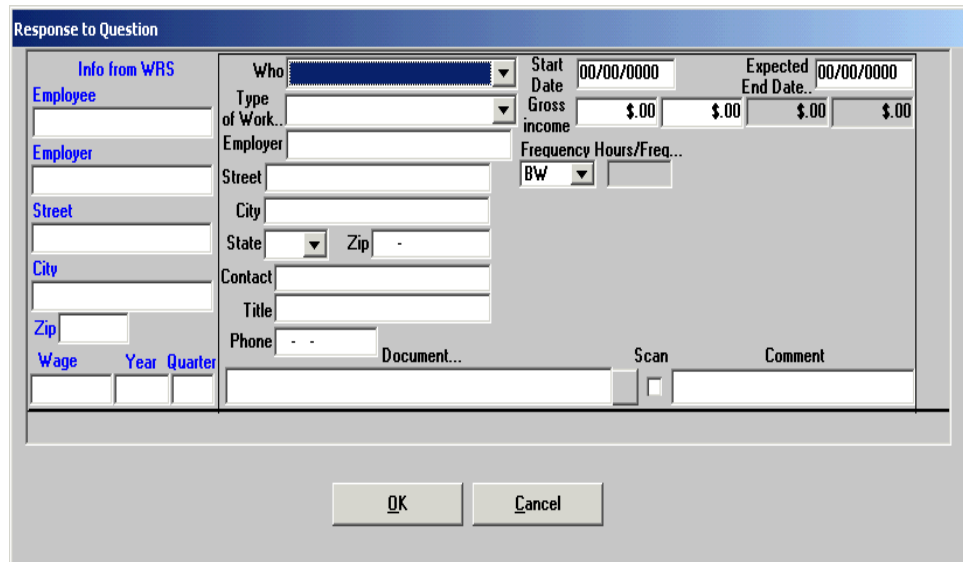 Response to Question
Info from WRS
Employee
Employer
Street
City
Zip
Wage Year Quarter
Who
Type
of Work..
Employer
Street
City
State Zip -
Contact
Title
Phone - -
Start
Date 00/00/0000
Expected
End Date.. 00/00/0000
Gross
income $.00 $.00 $.00 $.00
Frequency Hours/Freq...
BW
Document... Scan Comment
OK Cancel